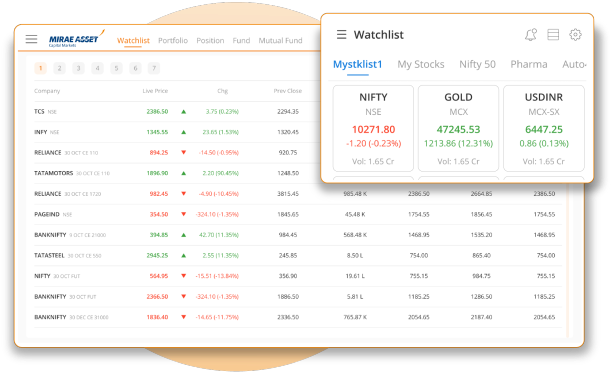 MIRAE ASSET
Capital Markets
Watchlist Portfolio Position Fund Mutual Fund
1 2 3 4 5 6 7
Company Live Price Chg Prev Close
TCS NSE 2386.50 ▲ 3.75 (0.23%) 2294.35
INFY NSE 1345.55 ▲ 23.65 (1.53%) 1320.45
RELIANCE 30 OCT CE 110 894.25 ▼ -14.50 (-0.95%) 920.75
TATAMOTORS 30 OCT CE 110 1896.90 ▲ 2.20 (90.45%) 1248.50
RELIANCE 30 OCT CE 1720 982.45 ▼ -4.90 (-10.45%) 3815.45 985.48 K 2386.50 2664.85 2386.50
PAGEIND NSE 354.50 ▼ -324.10 (-1.35%) 1845.65 45.48 K 1754.55 1856.45 1754.55
BANKNIFTY 9 OCT CE 21000 394.85 ▲ 42.70 (11.35%) 984.45 568.48 K 1468.95 1535.20 1468.95
TATASTEEL 30 OCT CE 560 2945.25 ▲ 2.55 (11.35%) 245.85 8.50 L 754.00 865.40 754.00
NIFTY 30 OCT FUT 564.95 ▼ -15.51 (-13.84%) 356.90 19.61 L 755.15 984.75 755.15
BANKNIFTY 30 OCT FUT 2366.50 ▼ -324.10 (-1.35%) 1886.50 5.81 L 1185.25 1286.50 1185.25
BANKNIFTY 30 DEC CE 31000 1836.40 ▼ -14.65 (-11.75%) 2336.50 765.87 K 2054.65 2187.40 2054.65
Watchlist
Mystklist1 My Stocks Nifty 50 Pharma Auto-
NIFTY GOLD USDINR
NSE MCX MCX-SX
10271.80 47245.53 6447.25
-1.20 (-0.23%) 1213.86 (12.31%) 0.86 (0.13%)
Vol: 1.65 Cr Vol: 1.65 Cr Vol: 1.65 Cr